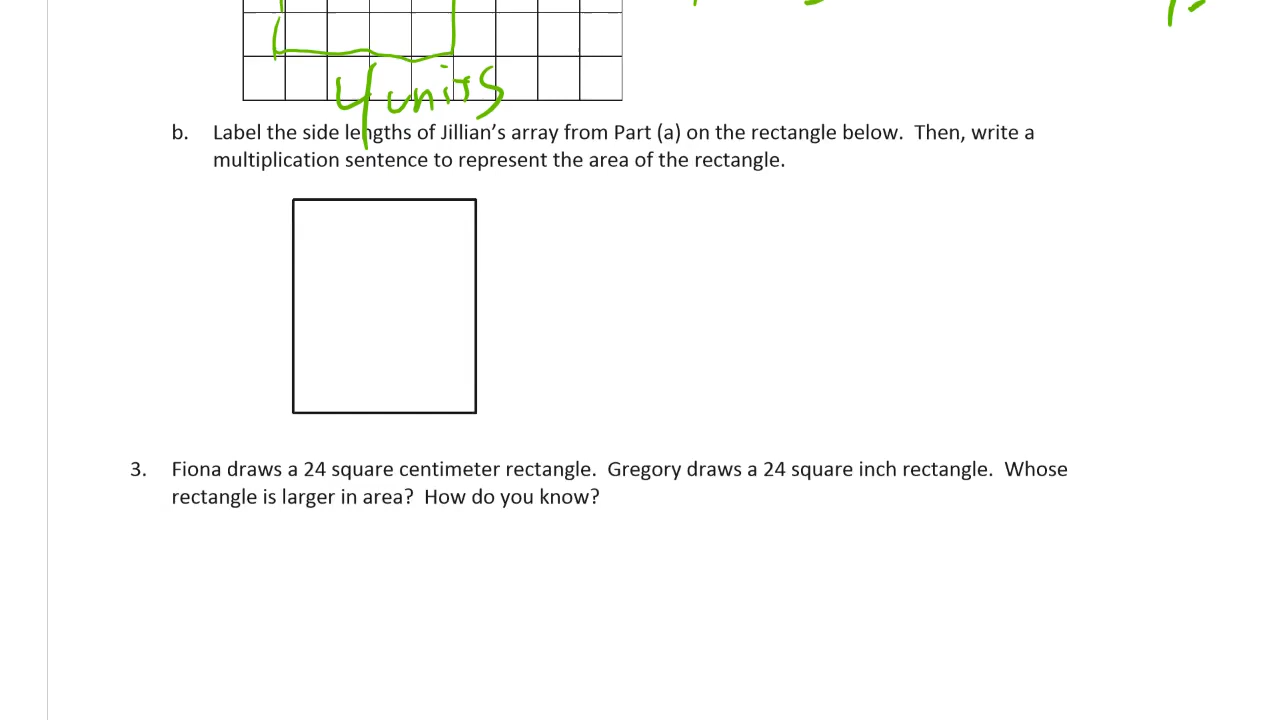 4 units
b. Label the side lengths of Jillian's array from Part (a) on the rectangle below. Then, write a
multiplication sentence to represent the area of the rectangle.
3. Fiona draws a 24 square centimeter rectangle. Gregory draws a 24 square inch rectangle. Whose
rectangle is larger in area? How do you know?